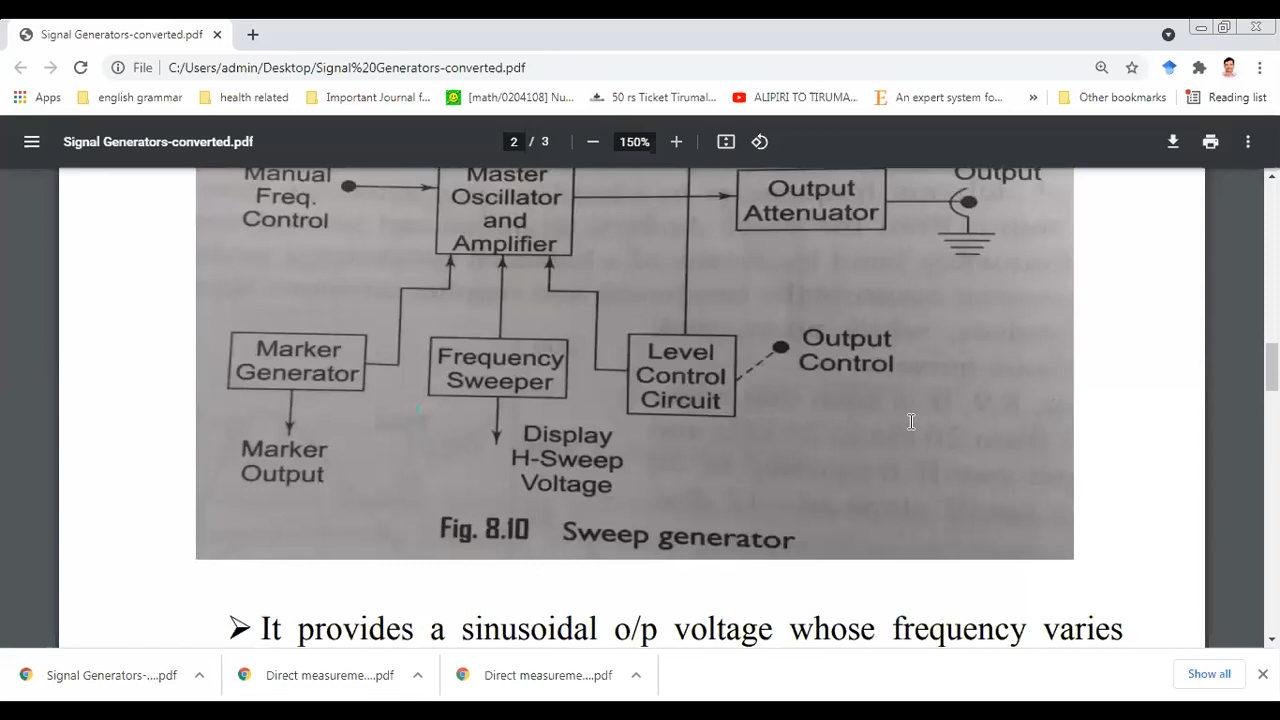 Signal Generators-converted.pdf
File C:/Users/admin/Desktop/Signal%20Generators-converted.pdf
Apps english grammar health related Important Journal f... [math/0204108] Nu... 50 rs Ticket Tirumal... ALIPIRI TO TIRUMA... An expert system fo... » Other bookmarks Reading list
Signal Generators-converted.pdf 2 / 3 150%
Manual
Freq.
Control
Master
Oscillator
and
Amplifier
Output
Attenuator
Output
Marker
Generator
Frequency
Sweeper
Level
Control
Circuit
Output
Control
Marker
Output
Display
H-Sweep
Voltage
Fig. 8.10 Sweep generator
➢ It provides a sinusoidal o/p voltage whose frequency varies
Signal Generators-....pdf Direct measureme....pdf Direct measureme....pdf Show all